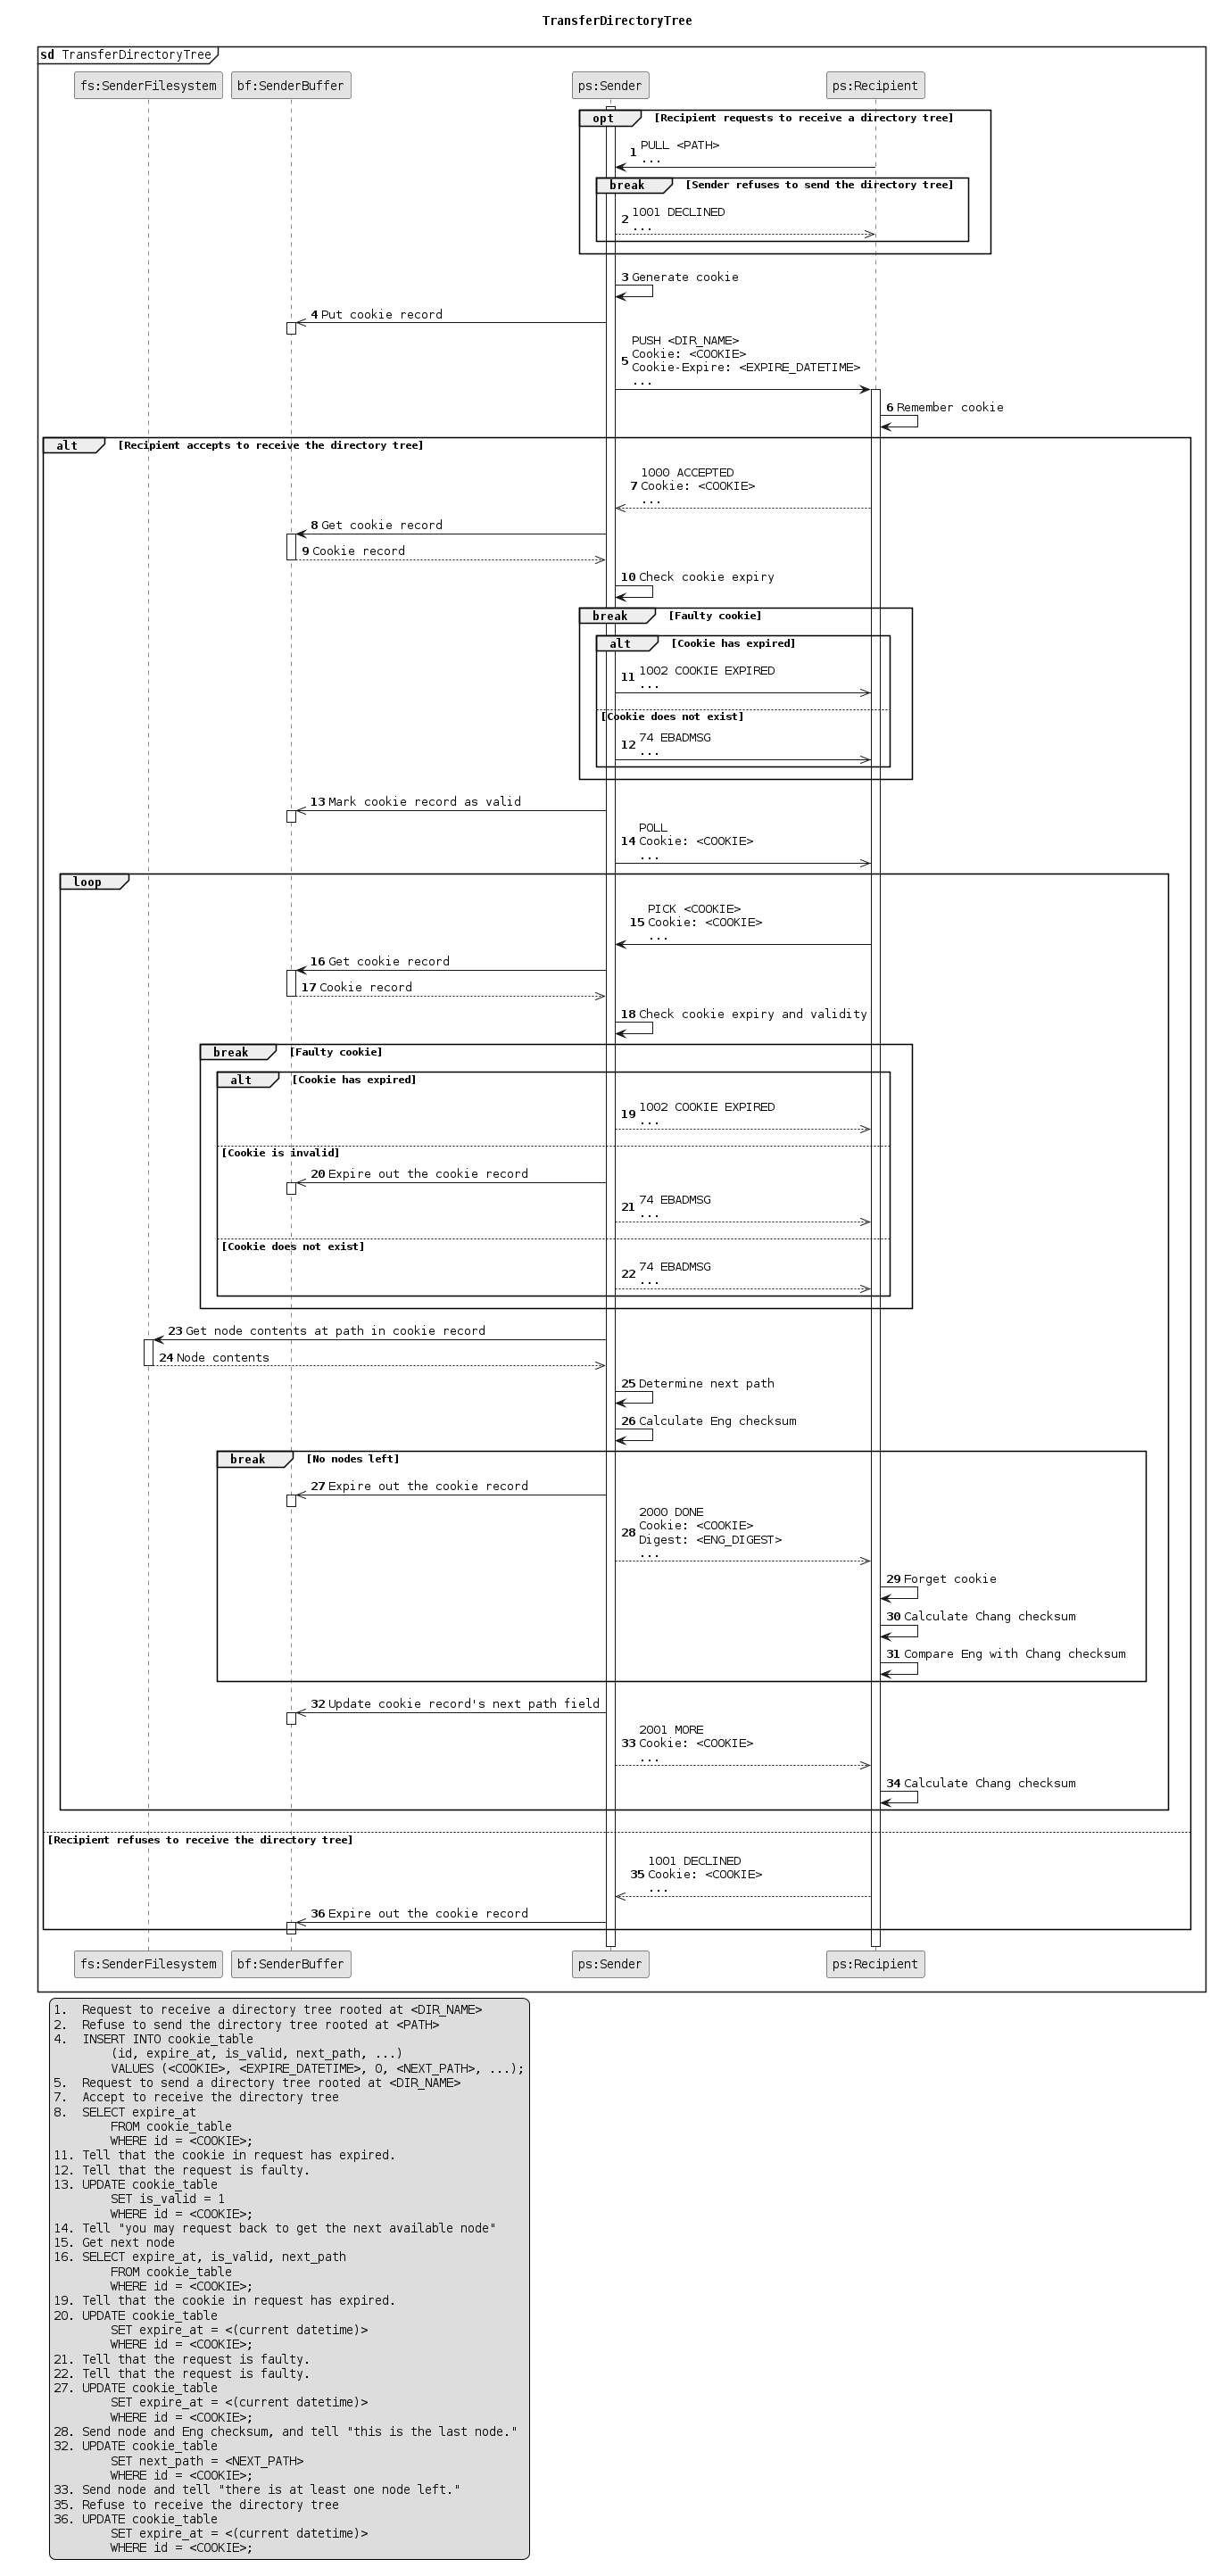 TransferDirectoryTree
sd TransferDirectoryTree
fs:SenderFilesystem bf:SenderBuffer ps:Sender ps:Recipient
opt [Recipient requests to receive a directory tree]
1 PULL <PATH>
...
break [Sender refuses to send the directory tree]
2 1001 DECLINED
...
3 Generate cookie
4 Put cookie record
5 PUSH <DIR_NAME>
Cookie: <COOKIE>
Cookie-Expire: <EXPIRE_DATETIME>
...
6 Remember cookie
alt [Recipient accepts to receive the directory tree]
7 1000 ACCEPTED
Cookie: <COOKIE>
...
8 Get cookie record
9 Cookie record
10 Check cookie expiry
break [Faulty cookie]
alt [Cookie has expired]
11 1002 COOKIE EXPIRED
...
[Cookie does not exist]
12 74 EBADMSG
...
13 Mark cookie record as valid
14 POLL
Cookie: <COOKIE>
...
loop
15 PICK <COOKIE>
Cookie: <COOKIE>
...
16 Get cookie record
17 Cookie record
18 Check cookie expiry and validity
break [Faulty cookie]
alt [Cookie has expired]
19 1002 COOKIE EXPIRED
...
[Cookie is invalid]
20 Expire out the cookie record
21 74 EBADMSG
...
[Cookie does not exist]
22 74 EBADMSG
...
23 Get node contents at path in cookie record
24 Node contents
25 Determine next path
26 Calculate Eng checksum
break [No nodes left]
27 Expire out the cookie record
28 2000 DONE
Cookie: <COOKIE>
Digest: <ENG_DIGEST>
...
29 Forget cookie
30 Calculate Chang checksum
31 Compare Eng with Chang checksum
32 Update cookie record's next path field
33 2001 MORE
Cookie: <COOKIE>
...
34 Calculate Chang checksum
[Recipient refuses to receive the directory tree]
35 1001 DECLINED
Cookie: <COOKIE>
...
36 Expire out the cookie record
fs:SenderFilesystem bf:SenderBuffer ps:Sender ps:Recipient
1. Request to receive a directory tree rooted at <DIR_NAME>
2. Refuse to send the directory tree rooted at <PATH>
4. INSERT INTO cookie_table
(id, expire_at, is_valid, next_path, ...)
VALUES (<COOKIE>, <EXPIRE_DATETIME>, 0, <NEXT_PATH>, ...);
5. Request to send a directory tree rooted at <DIR_NAME>
7. Accept to receive the directory tree
8. SELECT expire_at
FROM cookie_table
WHERE id = <COOKIE>;
11. Tell that the cookie in request has expired.
12. Tell that the request is faulty.
13. UPDATE cookie_table
SET is_valid = 1
WHERE id = <COOKIE>;
14. Tell "you may request back to get the next available node"
15. Get next node
16. SELECT expire_at, is_valid, next_path
FROM cookie_table
WHERE id = <COOKIE>;
19. Tell that the cookie in request has expired.
20. UPDATE cookie_table
SET expire_at = <(current datetime)>
WHERE id = <COOKIE>;
21. Tell that the request is faulty.
22. Tell that the request is faulty.
27. UPDATE cookie_table
SET expire_at = <(current datetime)>
WHERE id = <COOKIE>;
28. Send node and Eng checksum, and tell "this is the last node."
32. UPDATE cookie_table
SET next_path = <NEXT_PATH>
WHERE id = <COOKIE>;
33. Send node and tell "there is at least one node left."
35. Refuse to receive the directory tree
36. UPDATE cookie_table
SET expire_at = <(current datetime)>
WHERE id = <COOKIE>;